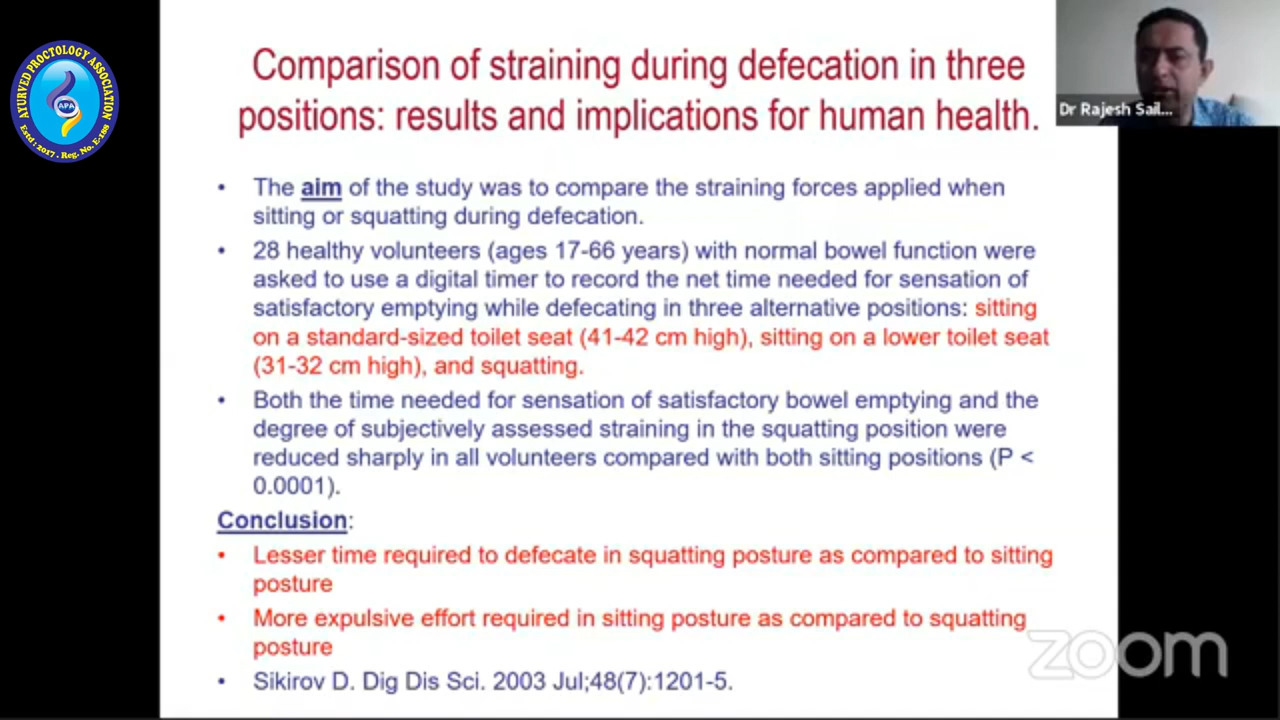 AYURVED PROCTOLOGY ASSOCIATION
APA
Estd : 2017 . Reg. No. E-188
Comparison of straining during defecation in three
positions: results and implications for human health.
Dr Rajesh Sail...
• The aim of the study was to compare the straining forces applied when
sitting or squatting during defecation.
• 28 healthy volunteers (ages 17-66 years) with normal bowel function were
asked to use a digital timer to record the net time needed for sensation of
satisfactory emptying while defecating in three alternative positions: sitting
on a standard-sized toilet seat (41-42 cm high), sitting on a lower toilet seat
(31-32 cm high), and squatting.
• Both the time needed for sensation of satisfactory bowel emptying and the
degree of subjectively assessed straining in the squatting position were
reduced sharply in all volunteers compared with both sitting positions (P <
0.0001).
Conclusion:
• Lesser time required to defecate in squatting posture as compared to sitting
posture
• More expulsive effort required in sitting posture as compared to squatting
posture
• Sikirov D. Dig Dis Sci. 2003 Jul;48(7):1201-5.
zoom